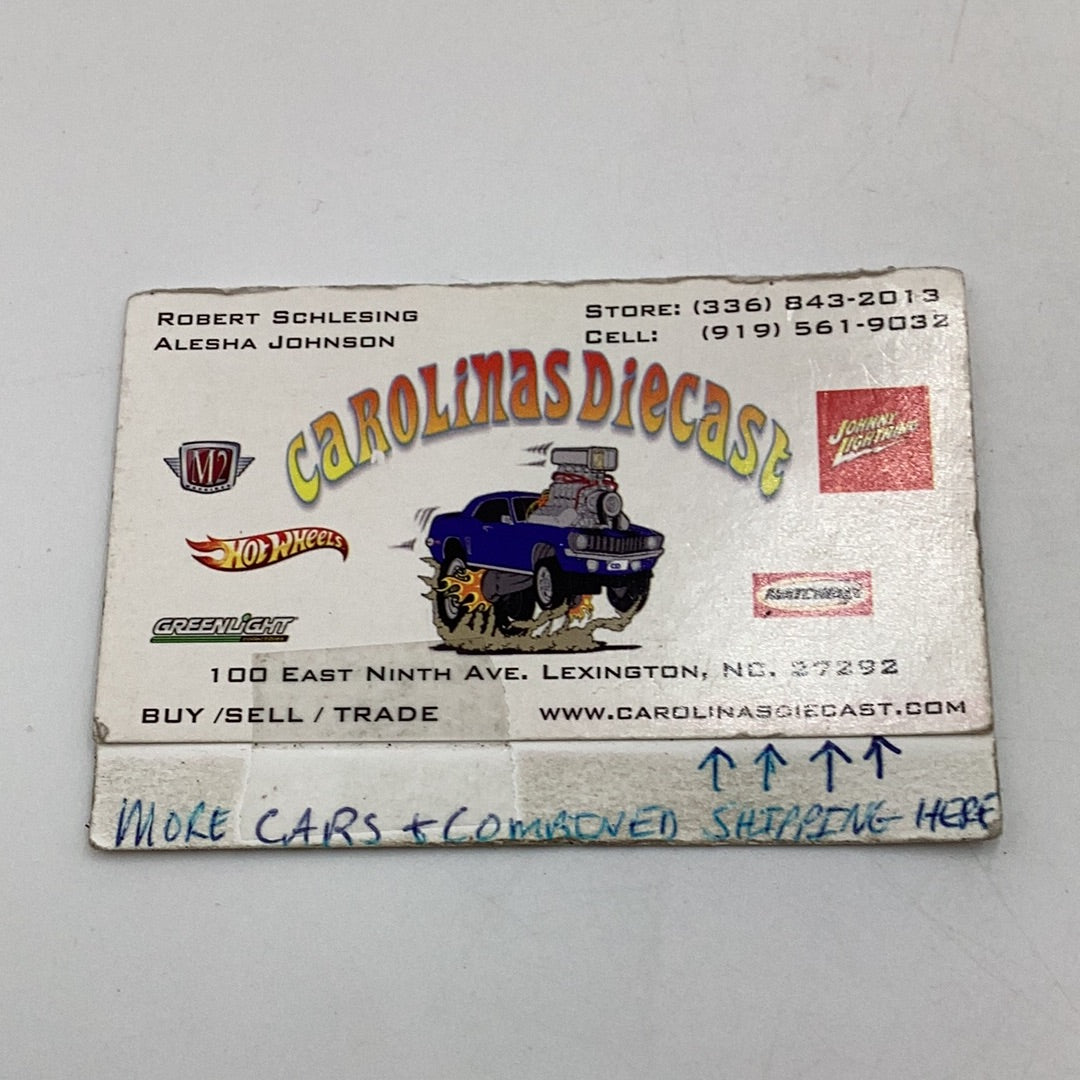 ROBERT SCHLESING
ALESHA JOHNSON
STORE: (336) 843-2013
CELL: (919) 561-9032
CAROLINAS DIECAST
M2
JOHNNY LIGHTNING
HOT WHEELS
MATCHBOX
GREENLIGHT
100 EAST NINTH AVE. LEXINGTON, NC. 27292
BUY /SELL / TRADE
WWW.CAROLINASDIECAST.COM
MORE CARS + COMBINED SHIPPING HERE